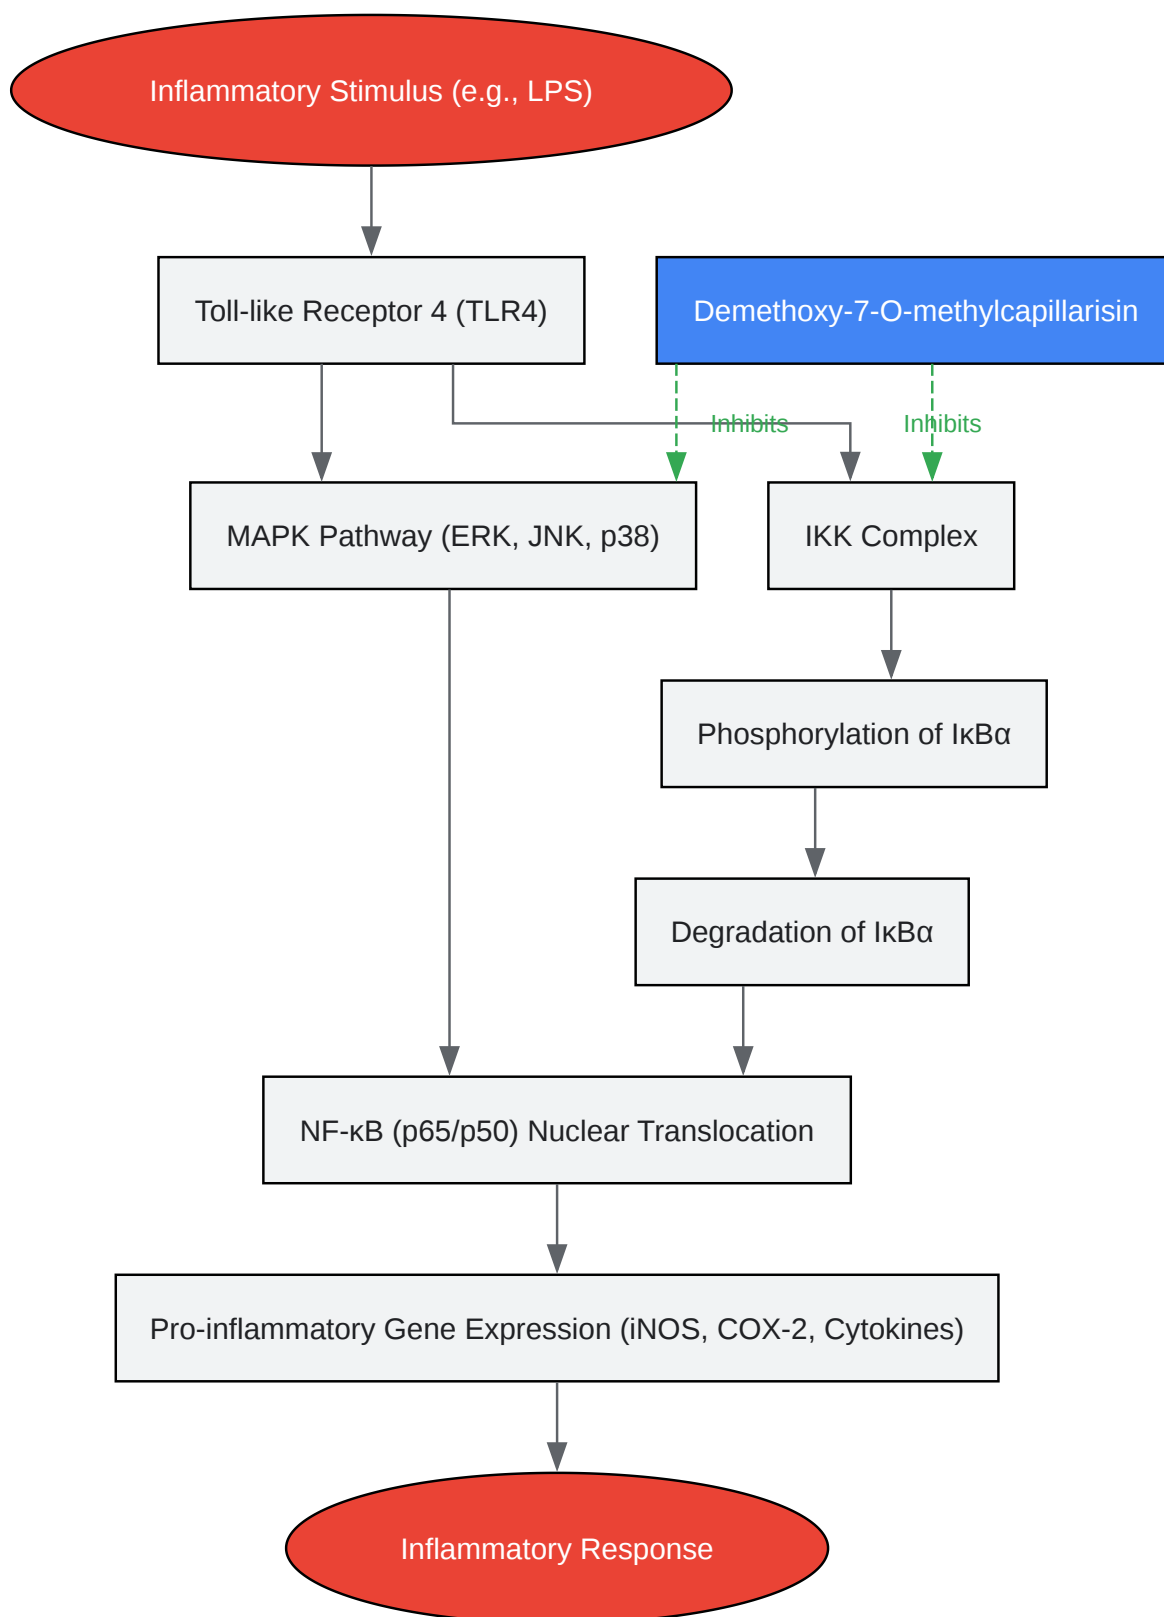 Inflammatory Stimulus (e.g., LPS)
Toll-like Receptor 4 (TLR4)
Demethoxy-7-O-methylcapillarisin
Inhibits
Inhibits
MAPK Pathway (ERK, JNK, p38)
IKK Complex
Phosphorylation of IκBα
Degradation of IκBα
NF-κB (p65/p50) Nuclear Translocation
Pro-inflammatory Gene Expression (iNOS, COX-2, Cytokines)
Inflammatory Response